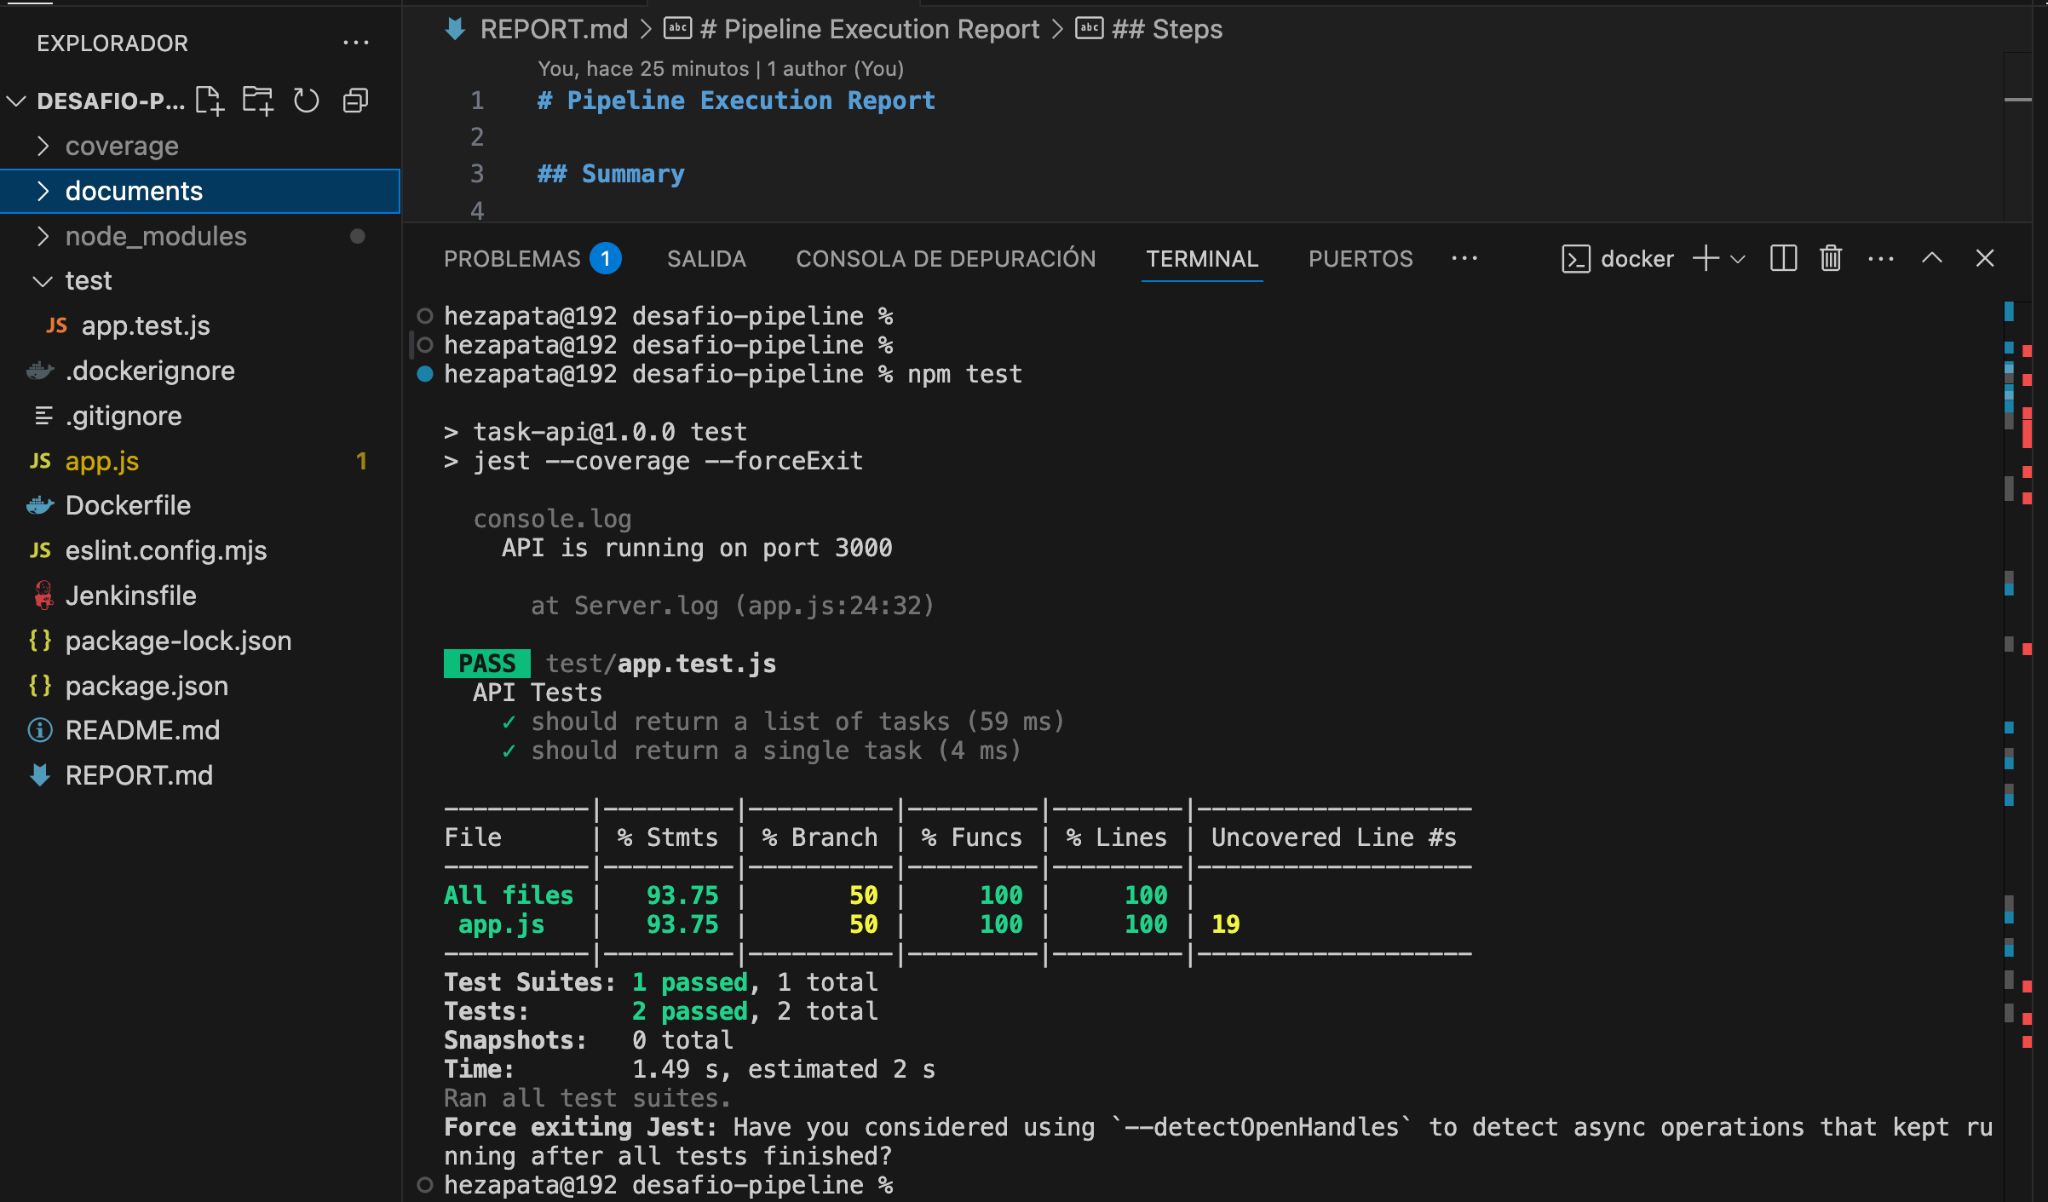 EXPLORADOR
DESAFIO-P...
coverage
documents
node_modules
test
JS app.test.js
.dockerignore
.gitignore
JS app.js 1
Dockerfile
JS eslint.config.mjs
Jenkinsfile
{} package-lock.json
{} package.json
README.md
REPORT.md
REPORT.md > abc # Pipeline Execution Report > abc ## Steps
You, hace 25 minutos | 1 author (You)
1 # Pipeline Execution Report
2
3 ## Summary
4
PROBLEMAS 1 SALIDA CONSOLA DE DEPURACIÓN TERMINAL PUERTOS ··· docker
hezapata@192 desafio-pipeline %
hezapata@192 desafio-pipeline %
hezapata@192 desafio-pipeline % npm test
> task-api@1.0.0 test
> jest --coverage --forceExit
console.log
API is running on port 3000
at Server.log (app.js:24:32)
PASS test/app.test.js
API Tests
✓ should return a list of tasks (59 ms)
✓ should return a single task (4 ms)
----------|---------|----------|---------|---------|-------------------
File | % Stmts | % Branch | % Funcs | % Lines | Uncovered Line #s
----------|---------|----------|---------|---------|-------------------
All files | 93.75 | 50 | 100 | 100 |
app.js | 93.75 | 50 | 100 | 100 | 19
----------|---------|----------|---------|---------|-------------------
Test Suites: 1 passed, 1 total
Tests: 2 passed, 2 total
Snapshots: 0 total
Time: 1.49 s, estimated 2 s
Ran all test suites.
Force exiting Jest: Have you considered using `--detectOpenHandles` to detect async operations that kept ru
nning after all tests finished?
hezapata@192 desafio-pipeline %